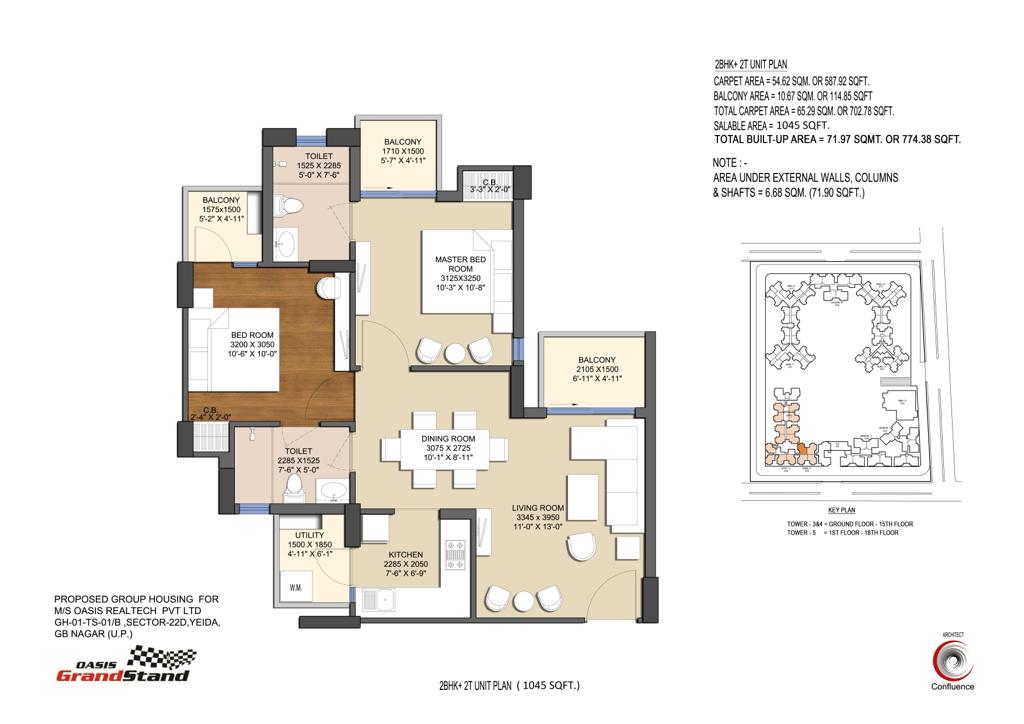 2BHK+ 2T UNIT PLAN
CARPET AREA = 54.62 SQM. OR 587.92 SQFT.
BALCONY AREA = 10.67 SQM. OR 114.85 SQFT
TOTAL CARPET AREA = 65.29 SQM. OR 702.78 SQFT.
SALABLE AREA = 1045 SQFT.
TOTAL BUILT-UP AREA = 71.97 SQMT. OR 774.38 SQFT.
NOTE : -
AREA UNDER EXTERNAL WALLS, COLUMNS
& SHAFTS = 6.68 SQM. (71.90 SQFT.)
BALCONY
1710 X1500
5'-7" X 4'-11"
TOILET
1525 X 2285
5'-0" X 7'-6"
C.B.
3'-3" X 2'-0"
BALCONY
1575x1500
5'-2" X 4'-11"
MASTER BED
ROOM
3125X3250
10'-3" X 10'-8"
BED ROOM
3200 X 3050
10'-6" X 10'-0"
BALCONY
2105 X1500
6'-11" X 4'-11"
C.B.
2'-4" X 2'-0"
TOILET
2285 X1525
7'-6" X 5'-0"
DINING ROOM
3075 X 2725
10'-1" X 8'-11"
LIVING ROOM
3345 x 3950
11'-0" X 13'-0"
UTILITY
1500 X 1850
4'-11" X 6'-1"
W.M.
KITCHEN
2285 X 2050
7'-6" X 6'-9"
KEY PLAN
TOWER - 3&4 = GROUND FLOOR - 15TH FLOOR
TOWER - 5 = 1ST FLOOR - 18TH FLOOR
PROPOSED GROUP HOUSING FOR
M/S OASIS REALTECH PVT LTD
GH-01-TS-01/B ,SECTOR-22D,YEIDA,
GB NAGAR (U.P.)
OASIS
GrandStand
2BHK+ 2T UNIT PLAN ( 1045 SQFT.)
ARCHITECT
Confluence